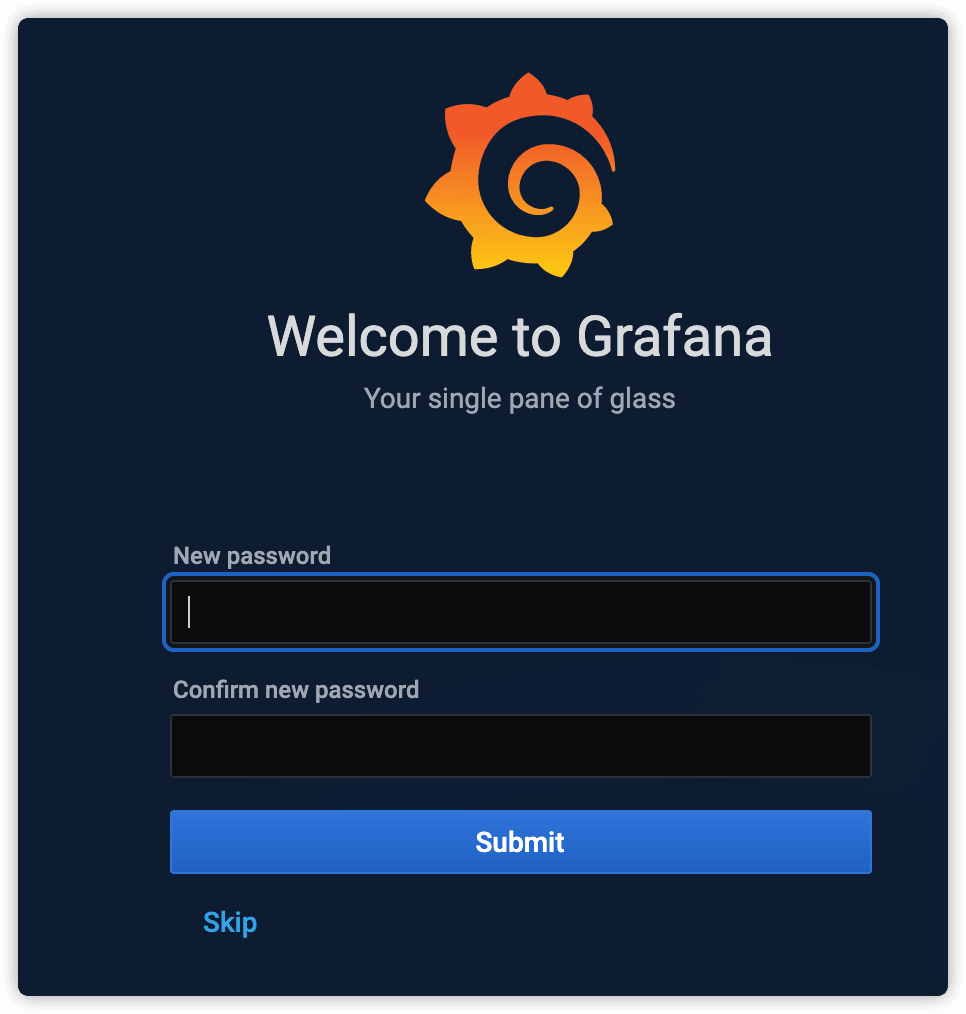 Welcome to Grafana
Your single pane of glass
New password
Confirm new password
Submit
Skip